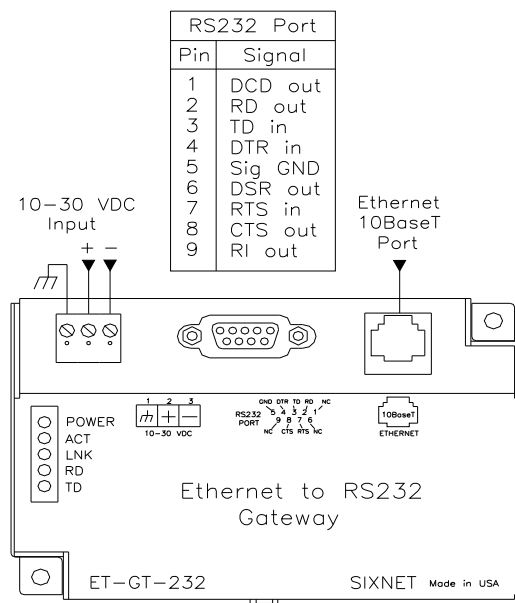 RS232 Port
Pin Signal
1 DCD out
2 RD out
3 TD in
4 DTR in
5 Sig GND
6 DSR out
7 RTS in
8 CTS out
9 RI out
10-30 VDC
Input
+ -
Ethernet
10BaseT
Port
1 2 3
+ -
10-30 VDC
GND DTR TD RD NC
5 4 3 2 1
RS232
PORT
9 8 7 6
NC CTS RTS NC
10BaseT
ETHERNET
POWER
ACT
LNK
RD
TD
Ethernet to RS232
Gateway
ET-GT-232
SIXNET Made in USA